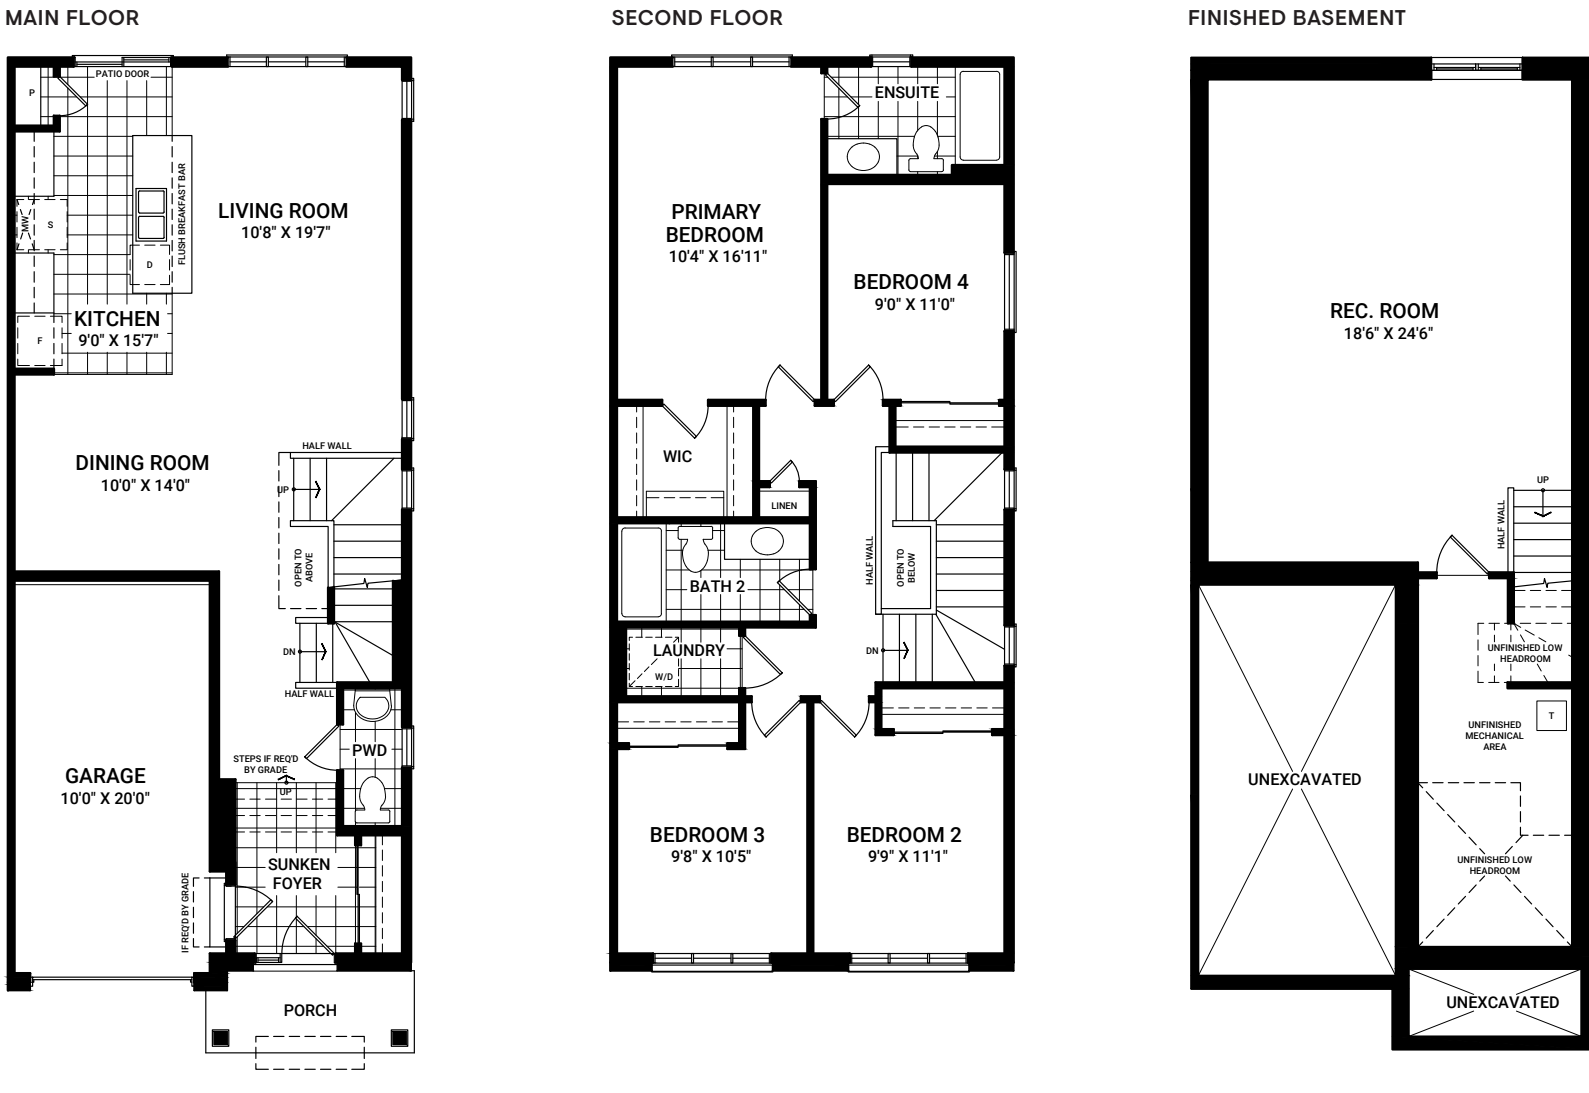 MAIN FLOOR
PATIO DOOR
P
FLUSH BREAKFAST BAR
MW
S
D
LIVING ROOM
10'8" X 19'7"
KITCHEN
9'0" X 15'7"
F
HALF WALL
DINING ROOM
10'0" X 14'0"
UP
OPEN TO
ABOVE
DN
HALF WALL
PWD
STEPS IF REQ'D
BY GRADE
UP
GARAGE
10'0" X 20'0"
SUNKEN
FOYER
IF REQ'D BY GRADE
PORCH
SECOND FLOOR
ENSUITE
PRIMARY
BEDROOM
10'4" X 16'11"
BEDROOM 4
9'0" X 11'0"
WIC
LINEN
HALF WALL
OPEN TO
BELOW
BATH 2
LAUNDRY
W/D
DN
BEDROOM 3
9'8" X 10'5"
BEDROOM 2
9'9" X 11'1"
FINISHED BASEMENT
REC. ROOM
18'6" X 24'6"
UP
HALF WALL
UNFINISHED LOW
HEADROOM
T
UNFINISHED
MECHANICAL
AREA
UNEXCAVATED
UNFINISHED LOW
HEADROOM
UNEXCAVATED